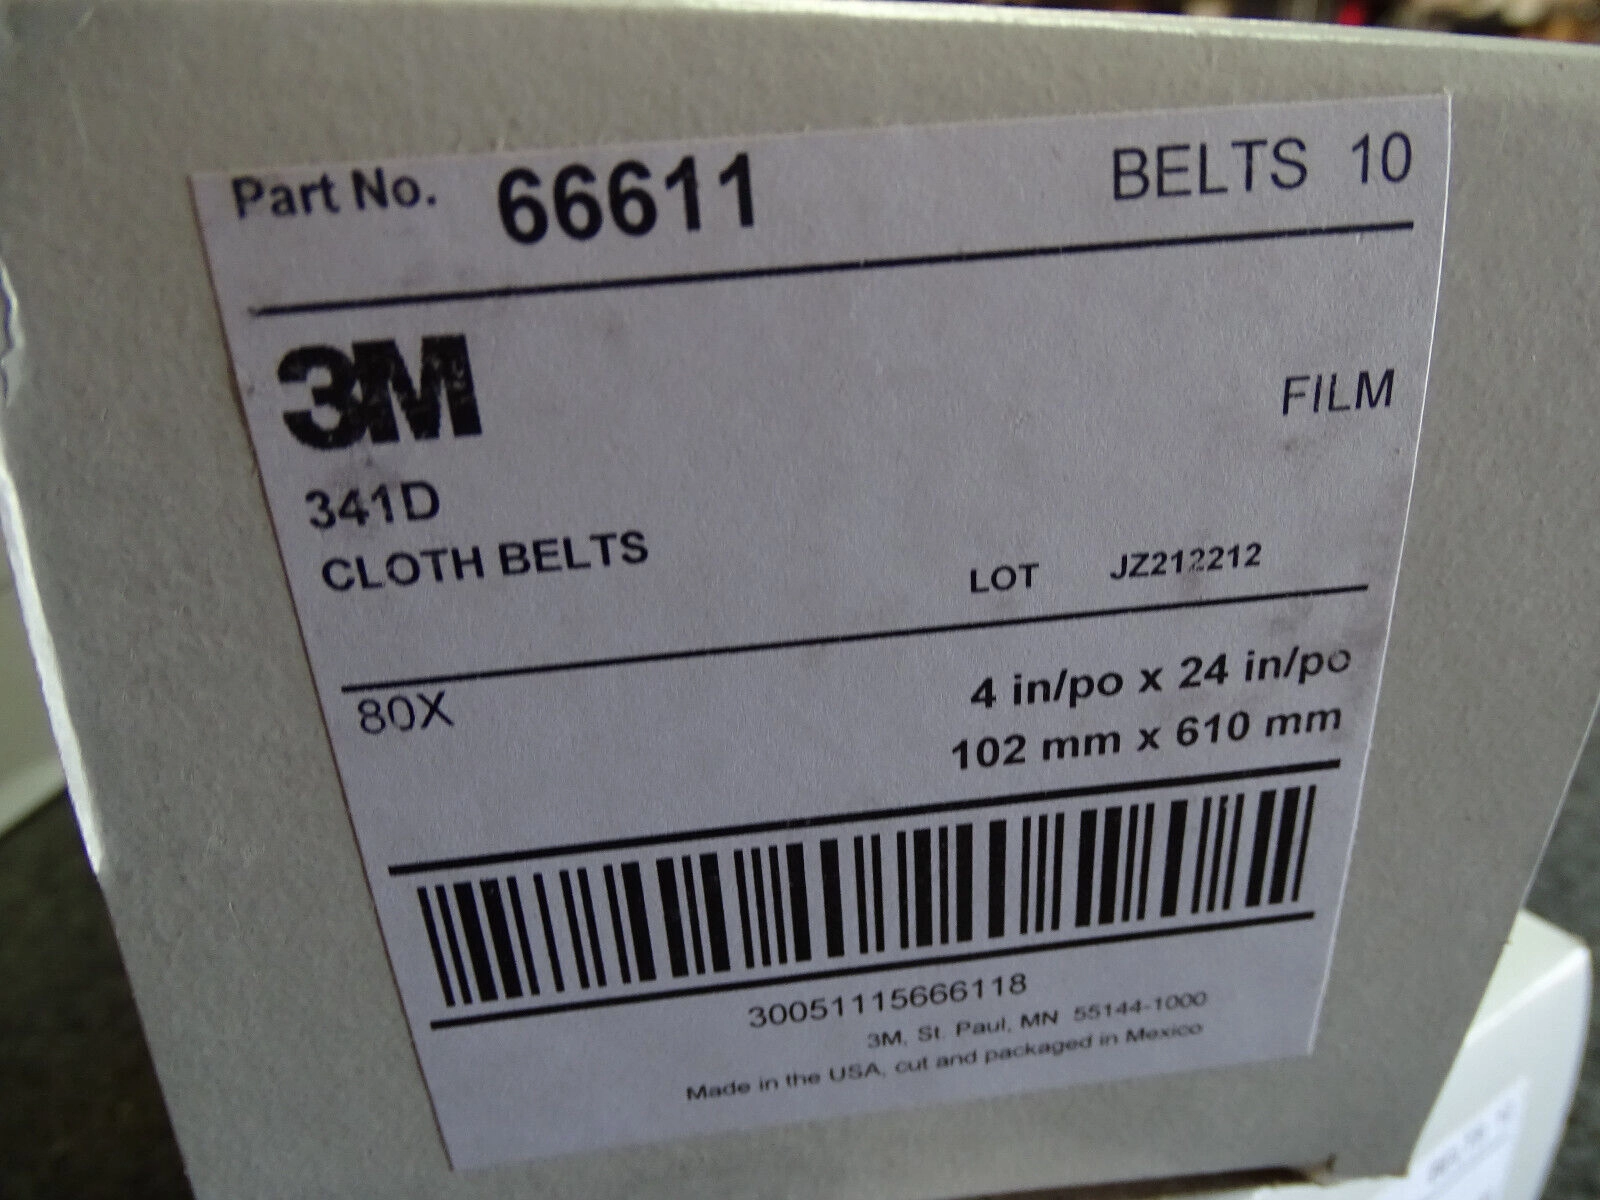 Part No. 66611 BELTS 10
3M
FILM
341D
CLOTH BELTS
LOT JZ212212
80X
4 in/po x 24 in/po
102 mm x 610 mm
30051115666118
3M, St. Paul, MN 55144-1000
Made in the USA, cut and packaged in Mexico